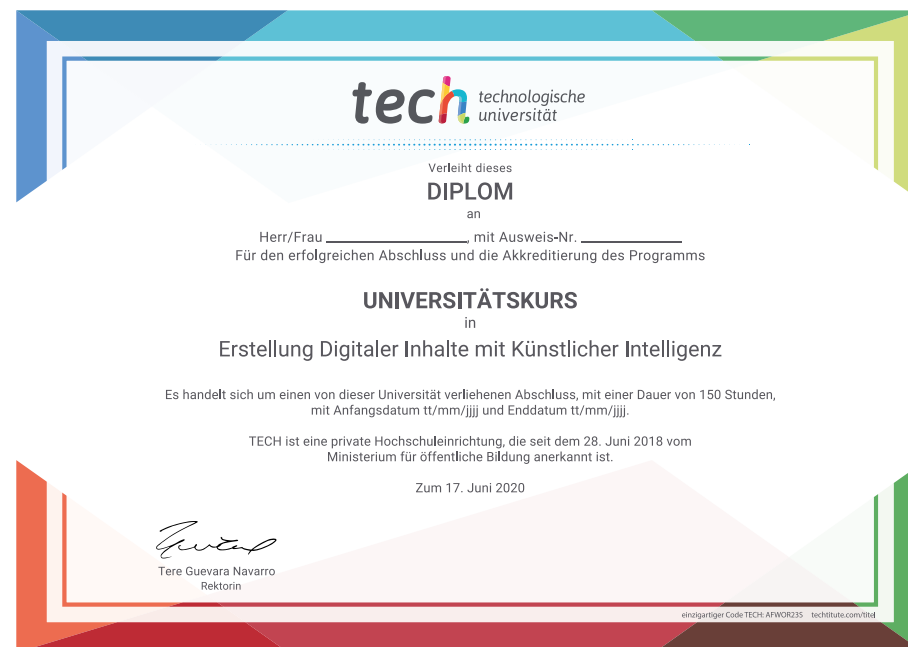 tech technologische
universität
Verleiht dieses
DIPLOM
an
Herr/Frau ____________, mit Ausweis-Nr. ____________
Für den erfolgreichen Abschluss und die Akkreditierung des Programms
UNIVERSITÄTSKURS
in
Erstellung Digitaler Inhalte mit Künstlicher Intelligenz
Es handelt sich um einen von dieser Universität verliehenen Abschluss, mit einer Dauer von 150 Stunden,
mit Anfangsdatum tt/mm/jjjj und Enddatum tt/mm/jjjj.
TECH ist eine private Hochschuleinrichtung, die seit dem 28. Juni 2018 vom
Ministerium für öffentliche Bildung anerkannt ist.
Zum 17. Juni 2020
Tere Guevara Navarro
Rektorin
einzigartiger Code TECH: AFWOR23S techtitute.com/titel